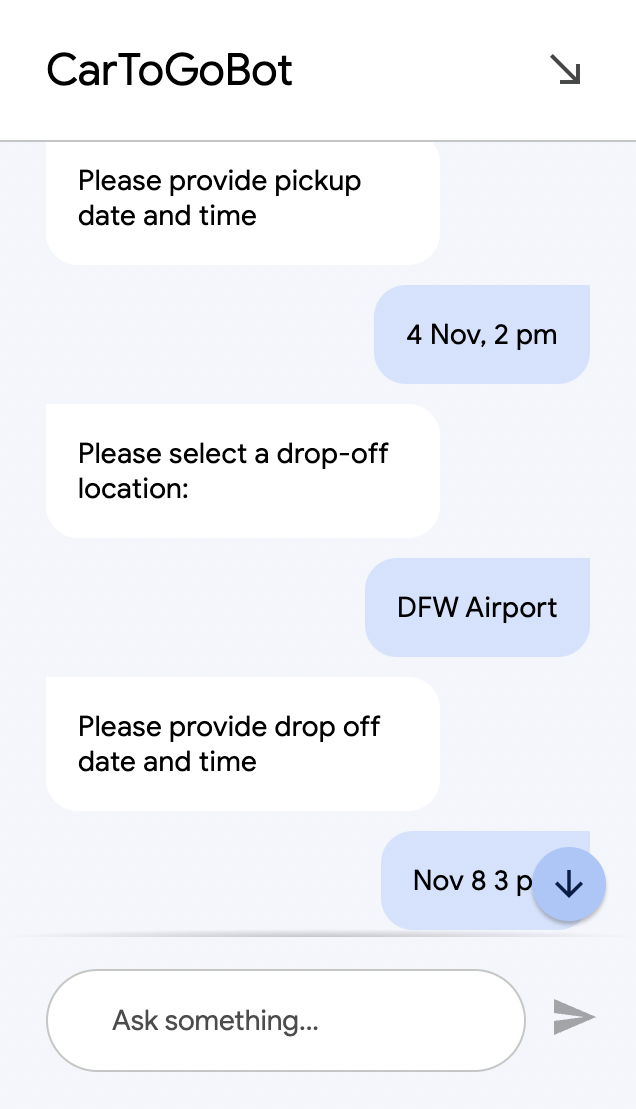 CarToGoBot
Please provide pickup
date and time
4 Nov, 2 pm
Please select a drop-off
location:
DFW Airport
Please provide drop off
date and time
Nov 8 3 p
Ask something...